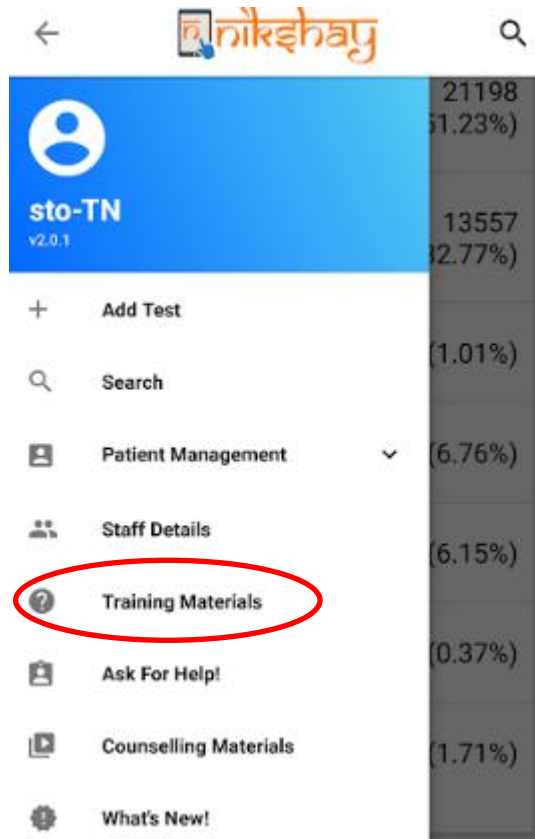 nikshay
21198
51.23%)
sto-TN
v2.0.1
13557
32.77%)
Add Test
(1.01%)
Search
Patient Management
(6.76%)
Staff Details
(6.15%)
Training Materials
Ask For Help!
(0.37%)
Counselling Materials
(1.71%)
What's New!